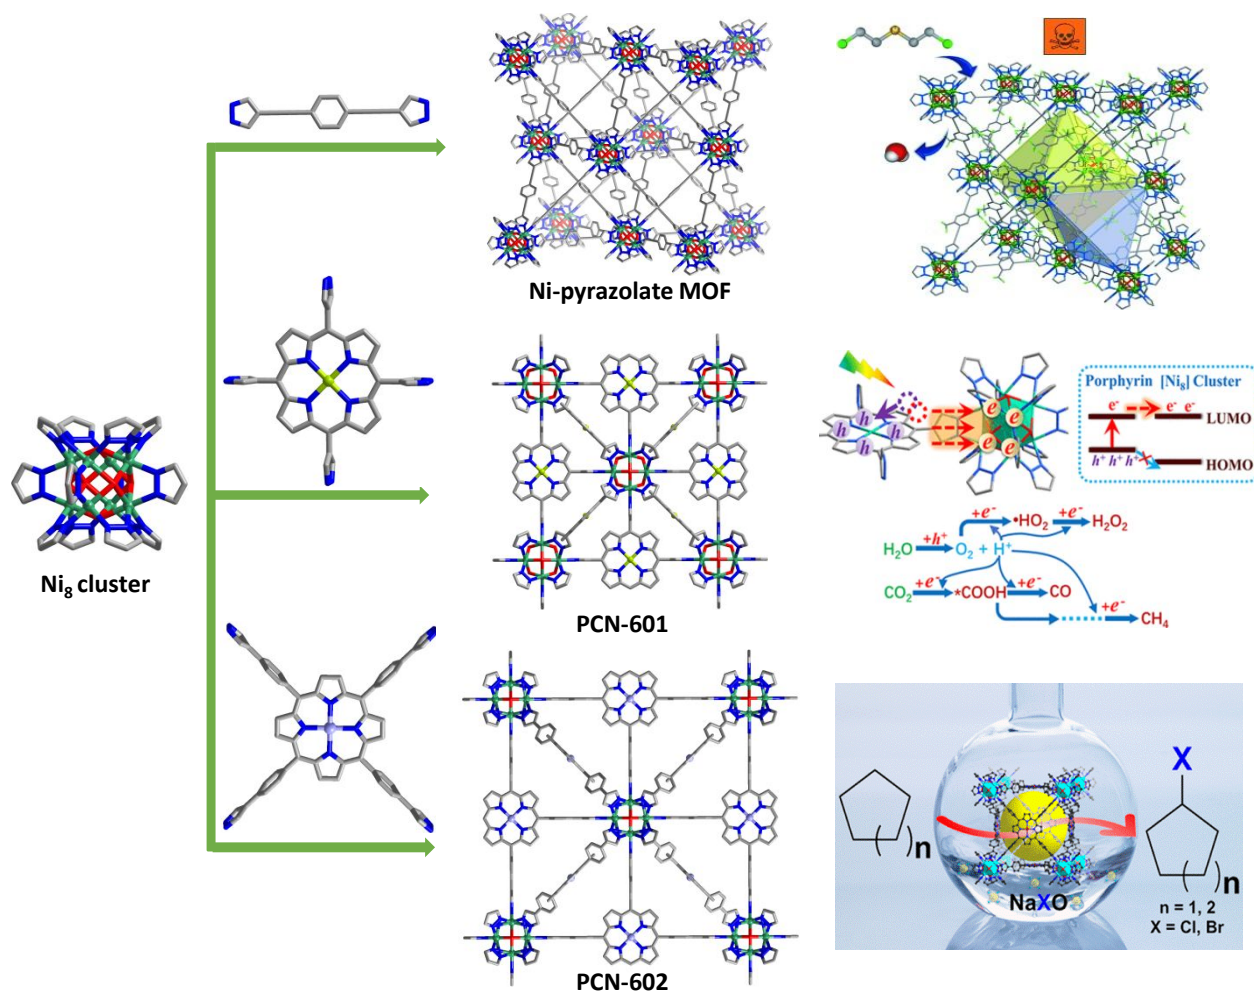 Ni₈ cluster
Ni-pyrazolate MOF
PCN-601
PCN-602
Porphyrin [Ni₈] Cluster
e⁻ e⁻ e⁻
LUMO
h⁺ h⁺ h⁺
HOMO
h h h h
e e e e
+e⁻ +e⁻
•HO₂ H₂O₂
+h⁺
H₂O O₂ + H⁺
+e⁻ +e⁻
CO₂ *COOH CO
+e⁻
CH₄
X
n
n
NaXO
n = 1, 2
X = Cl, Br